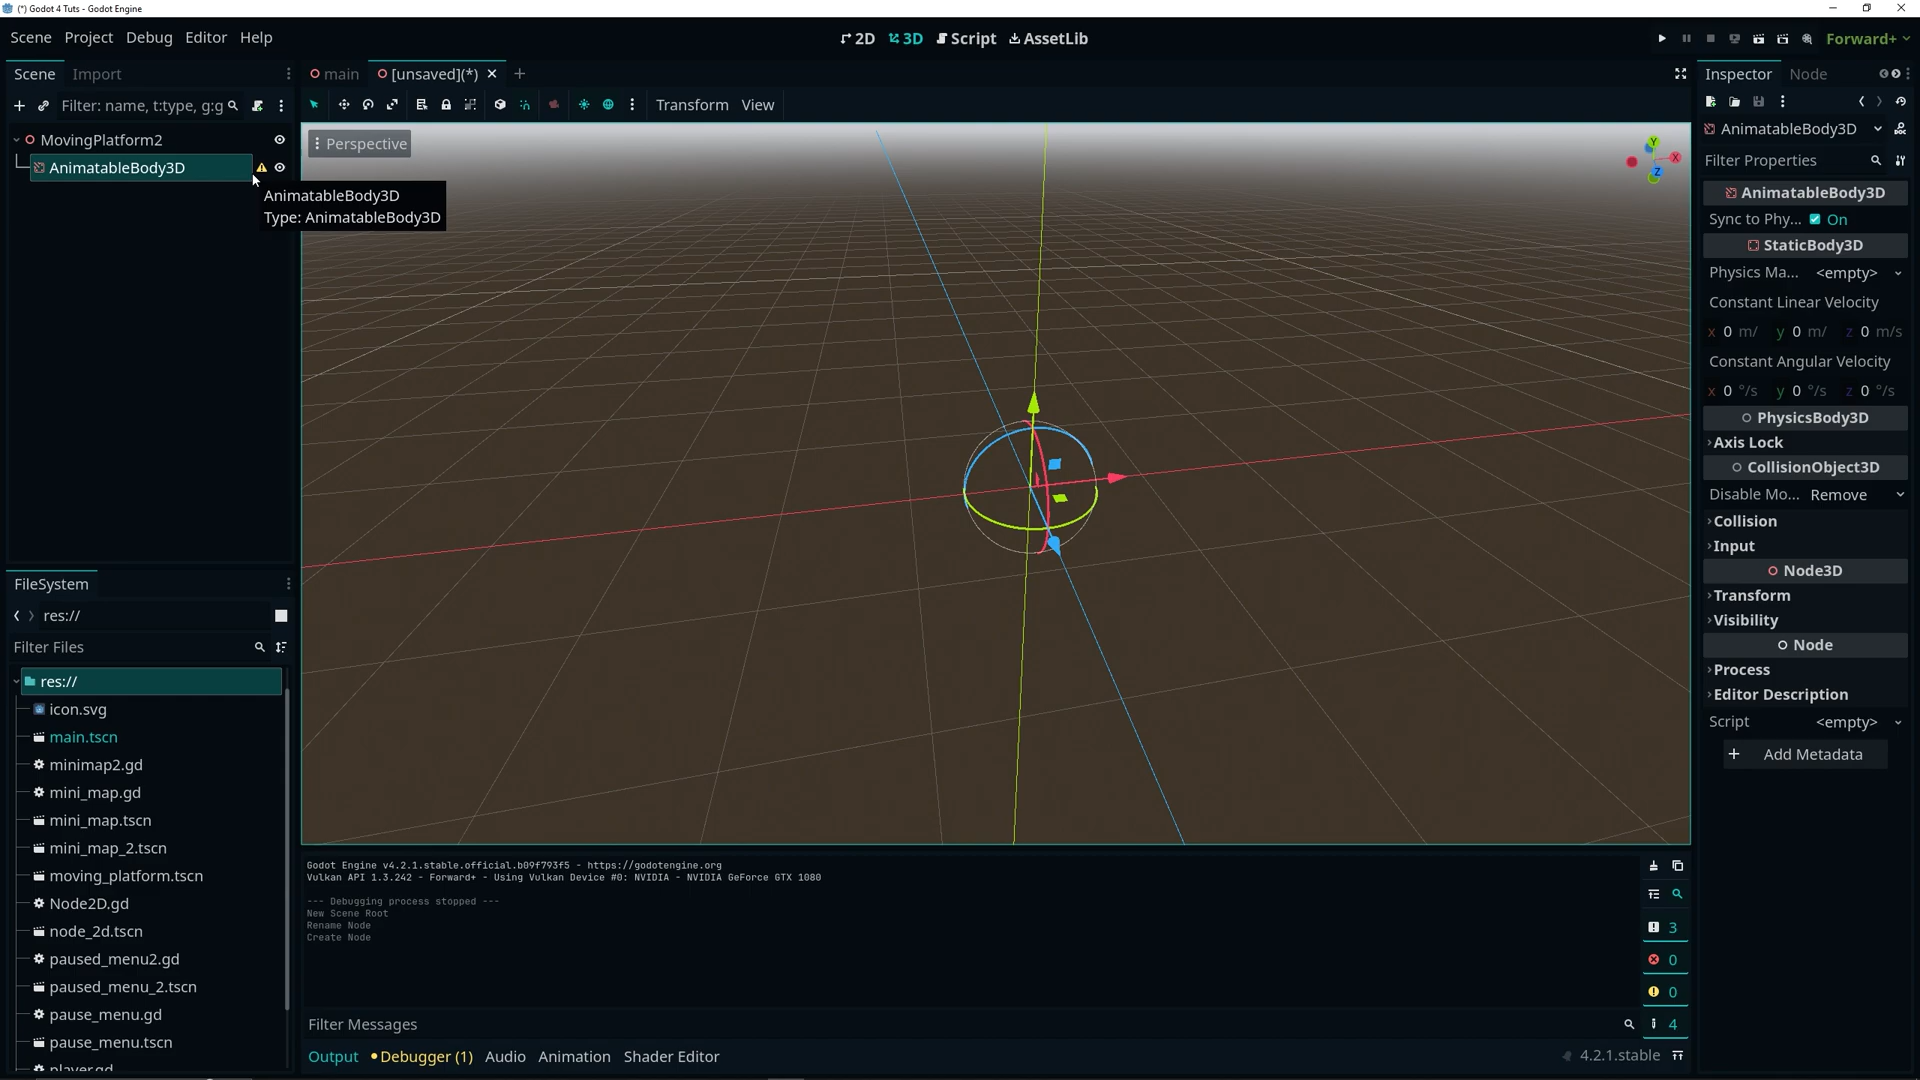 (*) Godot 4 Tuts - Godot Engine
Scene Project Debug Editor Help
2D 3D Script AssetLib
Forward+
Scene Import
main [unsaved](*)
Inspector Node
Filter: name, t:type, g:g
Transform View
MovingPlatform2
AnimatableBody3D
AnimatableBody3D
Type: AnimatableBody3D
Perspective
Y
X
Z
AnimatableBody3D
Filter Properties
AnimatableBody3D
Sync to Phy... On
StaticBody3D
Physics Ma... <empty>
Constant Linear Velocity
x 0 m/ y 0 m/ z 0 m/s
Constant Angular Velocity
x 0 °/s y 0 °/s z 0 °/s
PhysicsBody3D
Axis Lock
CollisionObject3D
Disable Mo... Remove
Collision
Input
Node3D
Transform
Visibility
Node
Process
Editor Description
Script <empty>
+ Add Metadata
FileSystem
res://
Filter Files
res://
icon.svg
main.tscn
minimap2.gd
mini_map.gd
mini_map.tscn
mini_map_2.tscn
moving_platform.tscn
Node2D.gd
node_2d.tscn
paused_menu2.gd
paused_menu_2.tscn
pause_menu.gd
pause_menu.tscn
player.gd
Godot Engine v4.2.1.stable.official.b09f793f5 - https://godotengine.org
Vulkan API 1.3.242 - Forward+ - Using Vulkan Device #0: NVIDIA - NVIDIA GeForce GTX 1080
--- Debugging process stopped ---
New Scene Root
Rename Node
Create Node
3
0
0
4
Filter Messages
Output Debugger (1) Audio Animation Shader Editor
4.2.1.stable